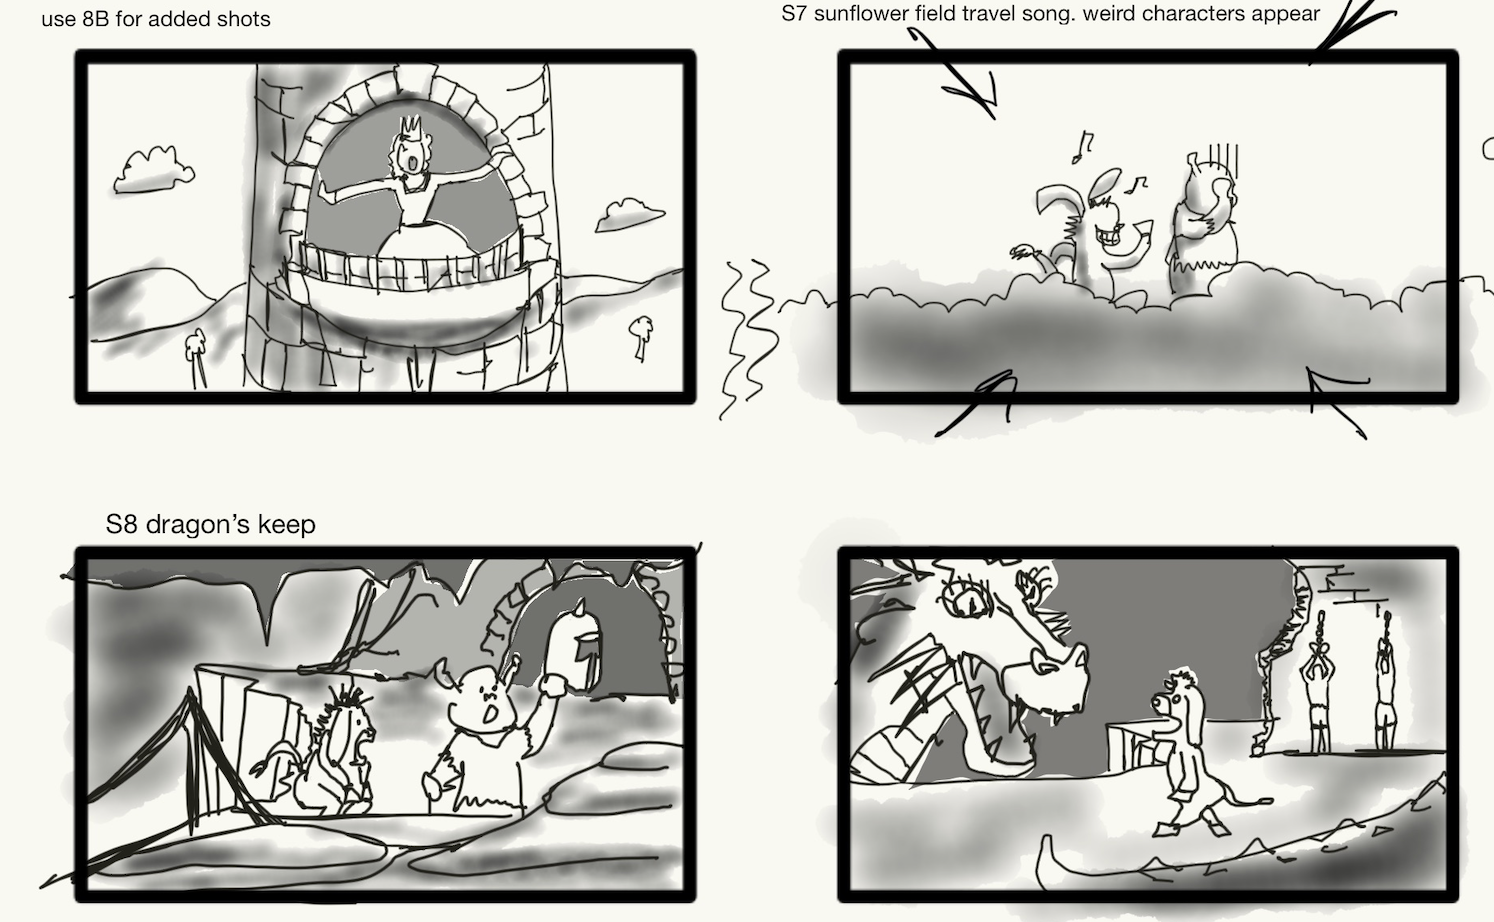 use 8B for added shots
S7 sunflower field travel song. weird characters appear
S8 dragon's keep